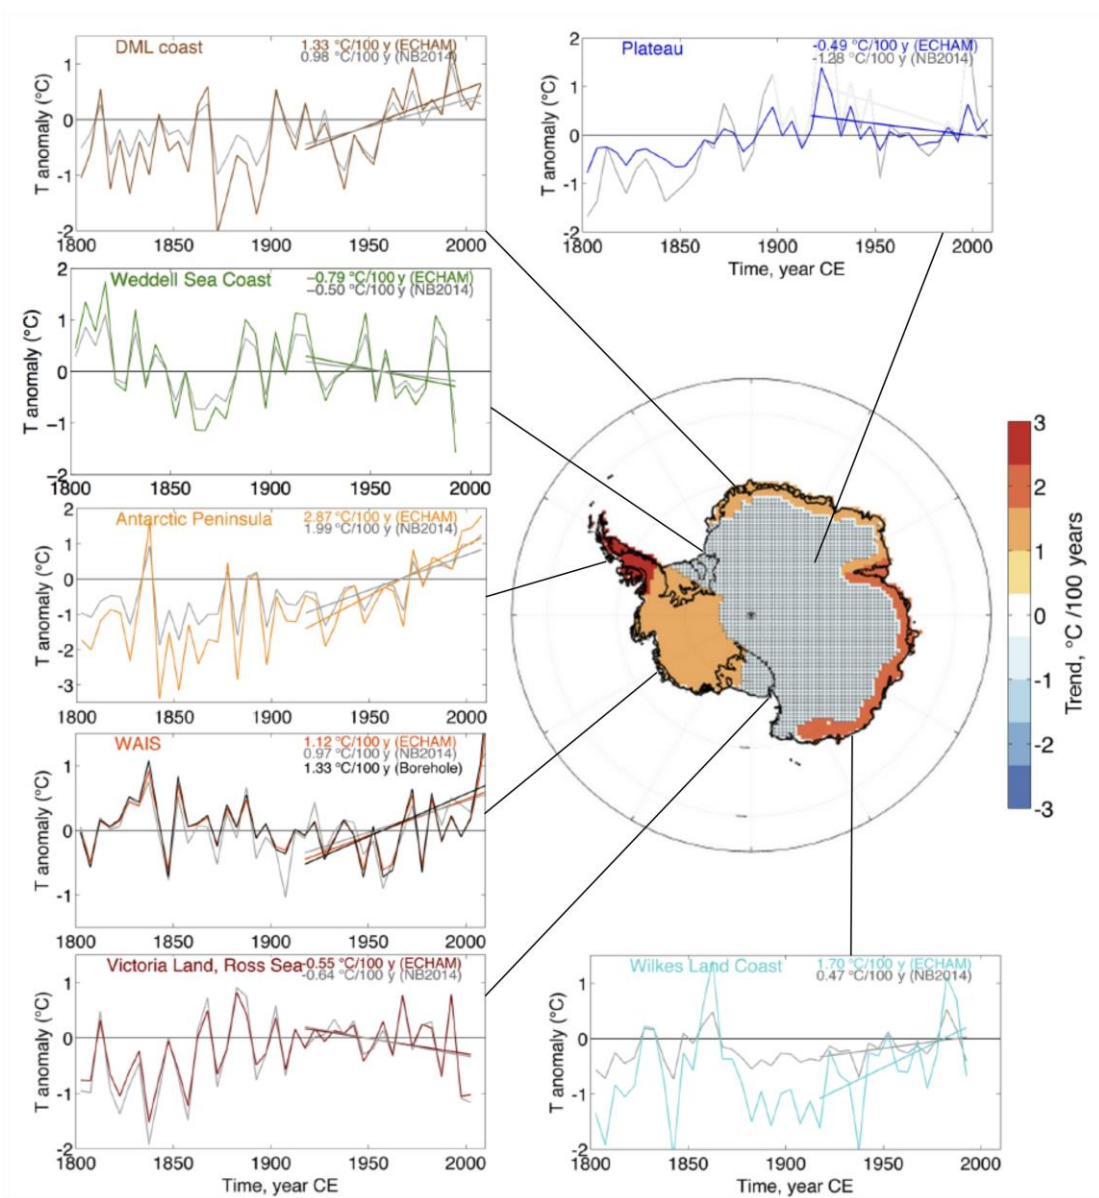 DML coast
1.33 °C/100 y (ECHAM)
0.98 °C/100 y (NB2014)
T anomaly (°C)
1
0
-1
-2
1800 1850 1900 1950 2000
Plateau
-0.49 °C/100 y (ECHAM)
-1.28 °C/100 y (NB2014)
T anomaly (°C)
2
1
0
-1
-2
1800 1850 1900 1950 2000
Time, year CE
Weddell Sea Coast
−0.79 °C/100 y (ECHAM)
−0.50 °C/100 y (NB2014)
T anomaly (°C)
2
1
0
−1
−2
1800 1850 1900 1950 2000
Antarctic Peninsula
2.87 °C/100 y (ECHAM)
1.99 °C/100 y (NB2014)
T anomaly (°C)
2
1
0
-1
-2
-3
WAIS
1.12 °C/100 y (ECHAM)
0.97 °C/100 y (NB2014)
1.33 °C/100 y (Borehole)
T anomaly (°C)
1
0
-1
1800 1850 1900 1950 2000
Victoria Land, Ross Sea
-0.55 °C/100 y (ECHAM)
-0.64 °C/100 y (NB2014)
T anomaly (°C)
1
0
-1
-2
1800 1850 1900 1950 2000
Time, year CE
3
2
1
0
-1
-2
-3
Trend, °C /100 years
Wilkes Land Coast
1.70 °C/100 y (ECHAM)
0.47 °C/100 y (NB2014)
T anomaly (°C)
1
0
-1
-2
1800 1850 1900 1950 2000
Time, year CE